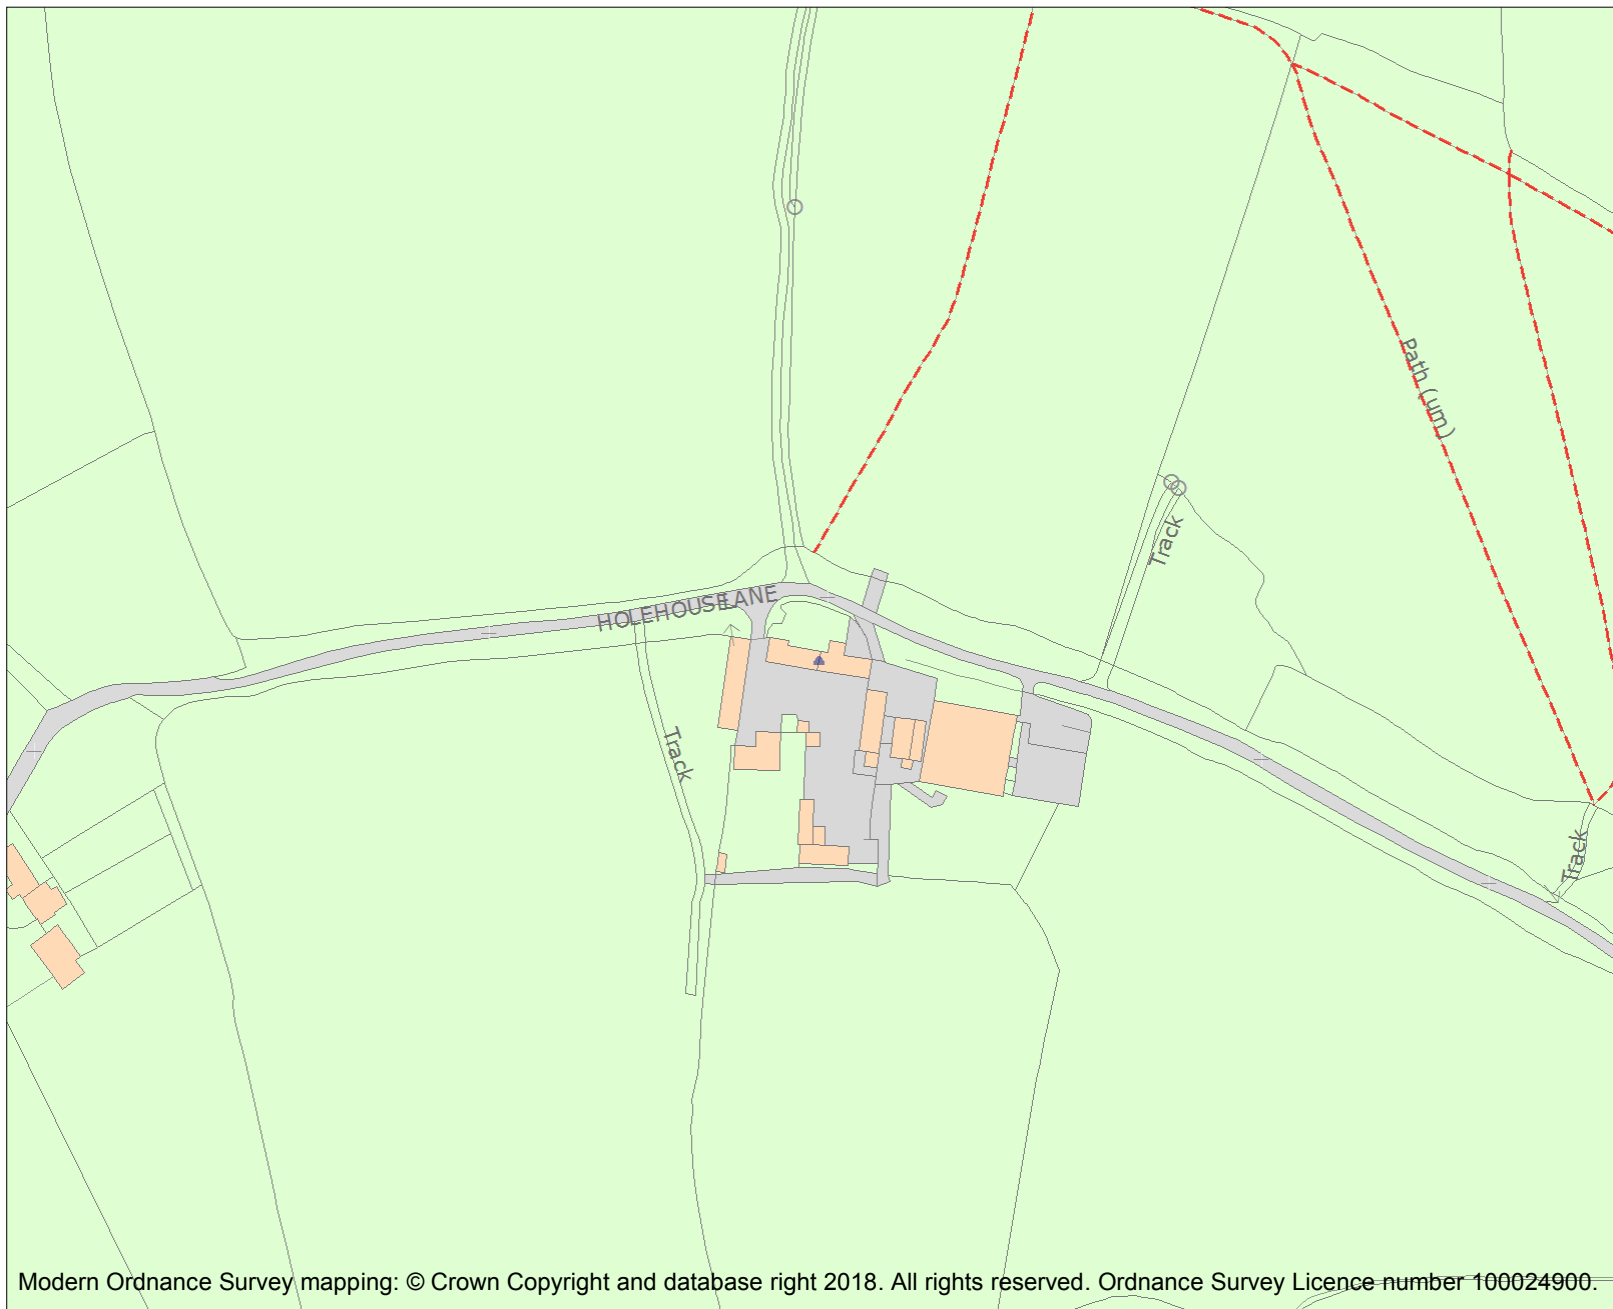 Path (um)
Track
HOLEHOUSE LANE
Track
Track
Modern Ordnance Survey mapping: © Crown Copyright and database right 2018. All rights reserved. Ordnance Survey Licence number 100024900.